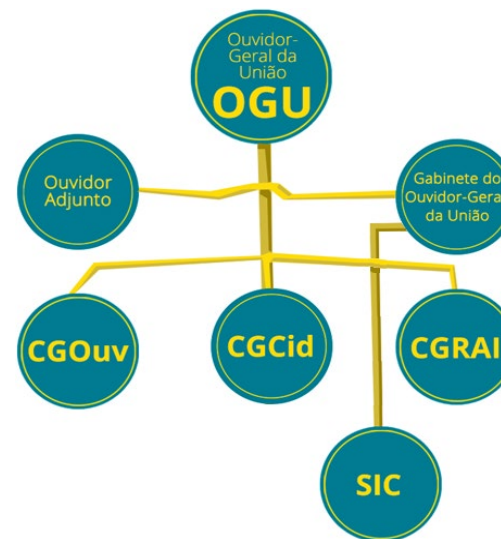 Ouvidor-
Geral da
União
OGU
Ouvidor
Adjunto
Gabinete do
Ouvidor-Geral
da União
CGOuv
CGCid
CGRAI
SIC